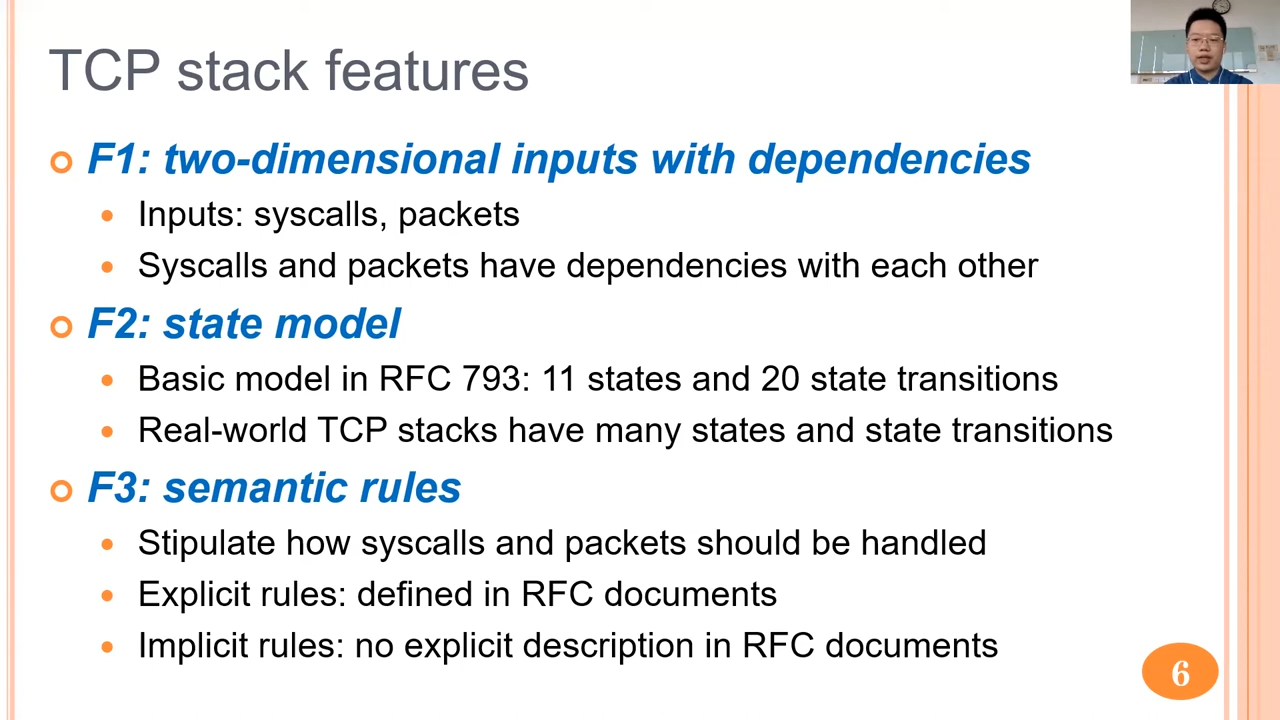 TCP stack features
F1: two-dimensional inputs with dependencies
Inputs: syscalls, packets
Syscalls and packets have dependencies with each other
F2: state model
Basic model in RFC 793: 11 states and 20 state transitions
Real-world TCP stacks have many states and state transitions
F3: semantic rules
Stipulate how syscalls and packets should be handled
Explicit rules: defined in RFC documents
Implicit rules: no explicit description in RFC documents
6